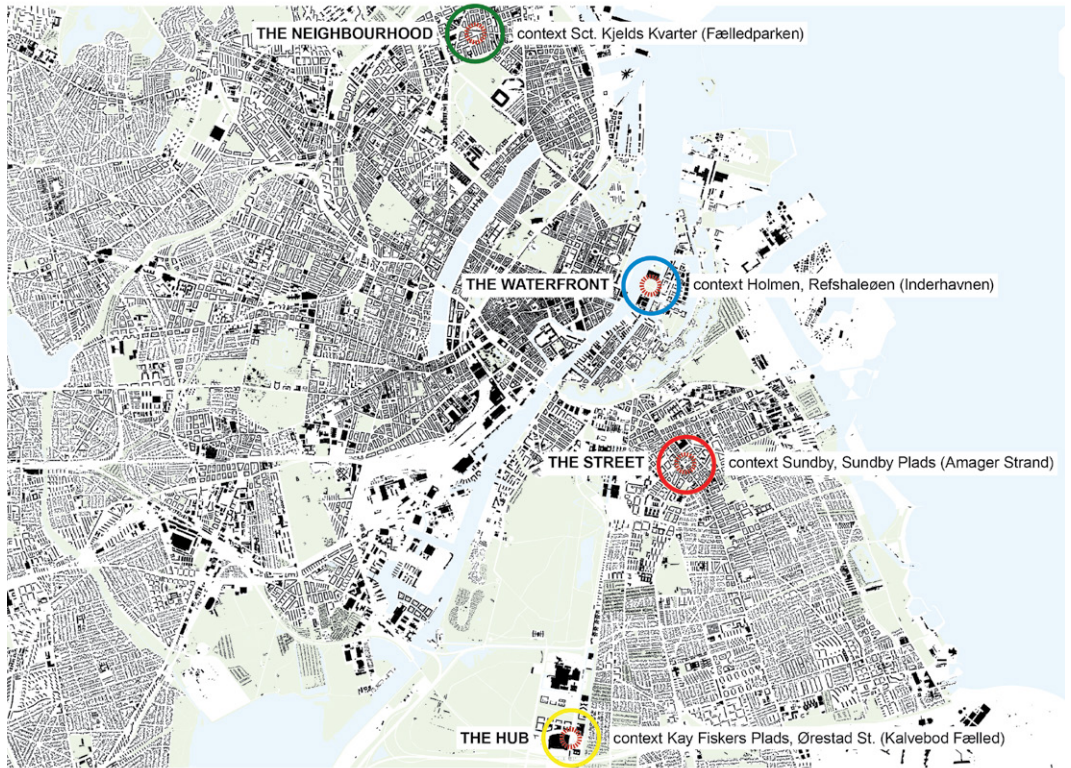 THE NEIGHBOURHOOD context Sct. Kjelds Kvarter (Fælledparken)
THE WATERFRONT context Holmen, Refshaleøen (Inderhavnen)
THE STREET context Sundby, Sundby Plads (Amager Strand)
THE HUB context Kay Fiskers Plads, Ørestad St. (Kalvebod Fælled)